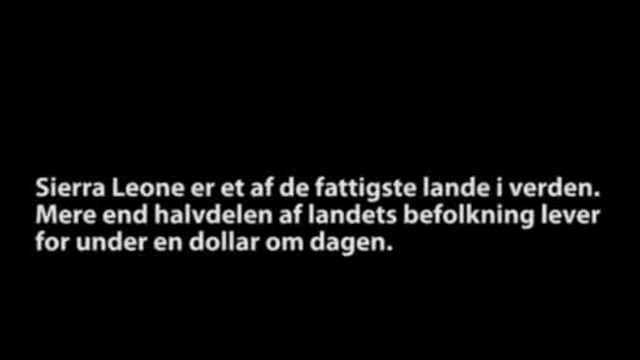 Sierra Leone er et af de fattigste lande i verden.
Mere end halvdelen af landets befolkning lever
for under en dollar om dagen.